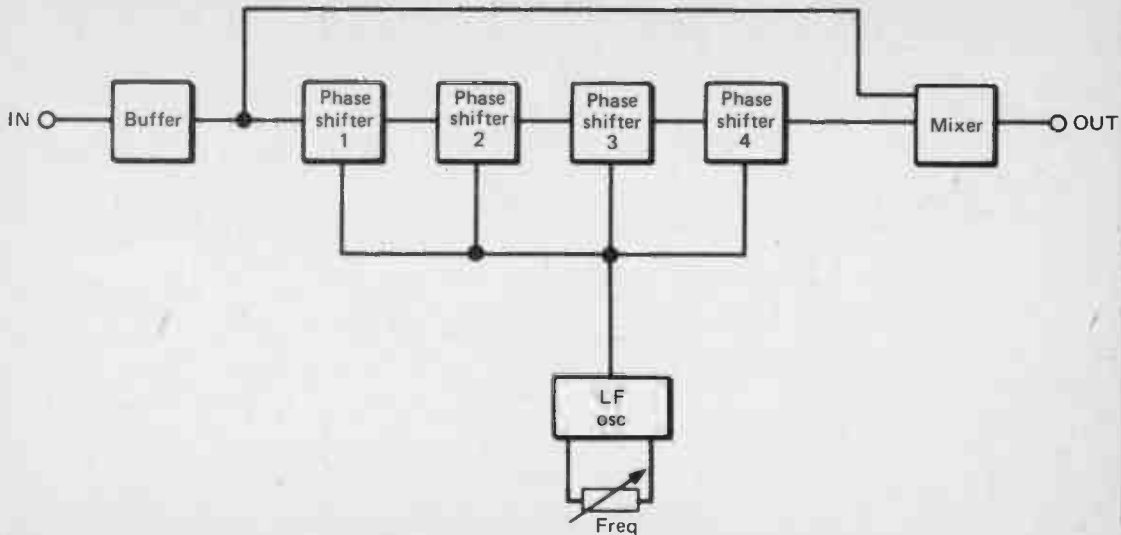 IN
Buffer
Phase
shifter
1
Phase
shifter
2
Phase
shifter
3
Phase
shifter
4
Mixer
OUT
LF
osc
Freq